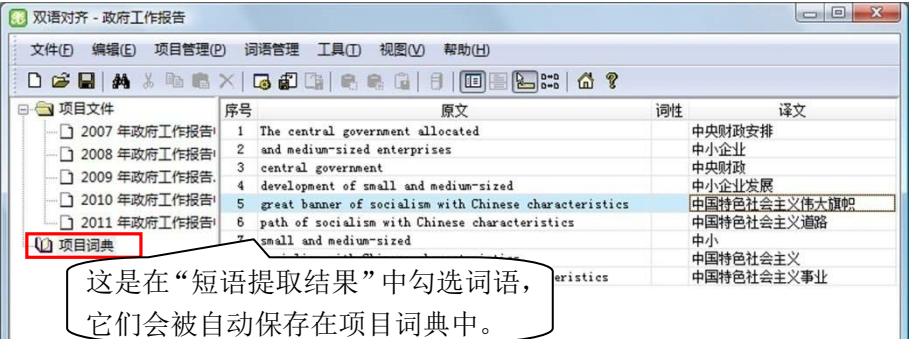 双语对齐 - 政府工作报告
文件(F) 编辑(E) 项目管理(P) 词语管理 工具(T) 视图(V) 帮助(H)
项目文件
2007 年政府工作报告
2008 年政府工作报告
2009 年政府工作报告.
2010 年政府工作报告
2011 年政府工作报告
项目词典
序号 原文 词性 译文
1 The central government allocated 中央财政安排
2 and medium-sized enterprises 中小企业
3 central government 中央财政
4 development of small and medium-sized 中小企业发展
5 great banner of socialism with Chinese characteristics 中国特色社会主义伟大旗帜
6 path of socialism with Chinese characteristics 中国特色社会主义道路
small and medium-sized 中小
中国特色社会主义
eristics 中国特色社会主义事业
这是在“短语提取结果”中勾选词语，
它们会被自动保存在项目词典中。